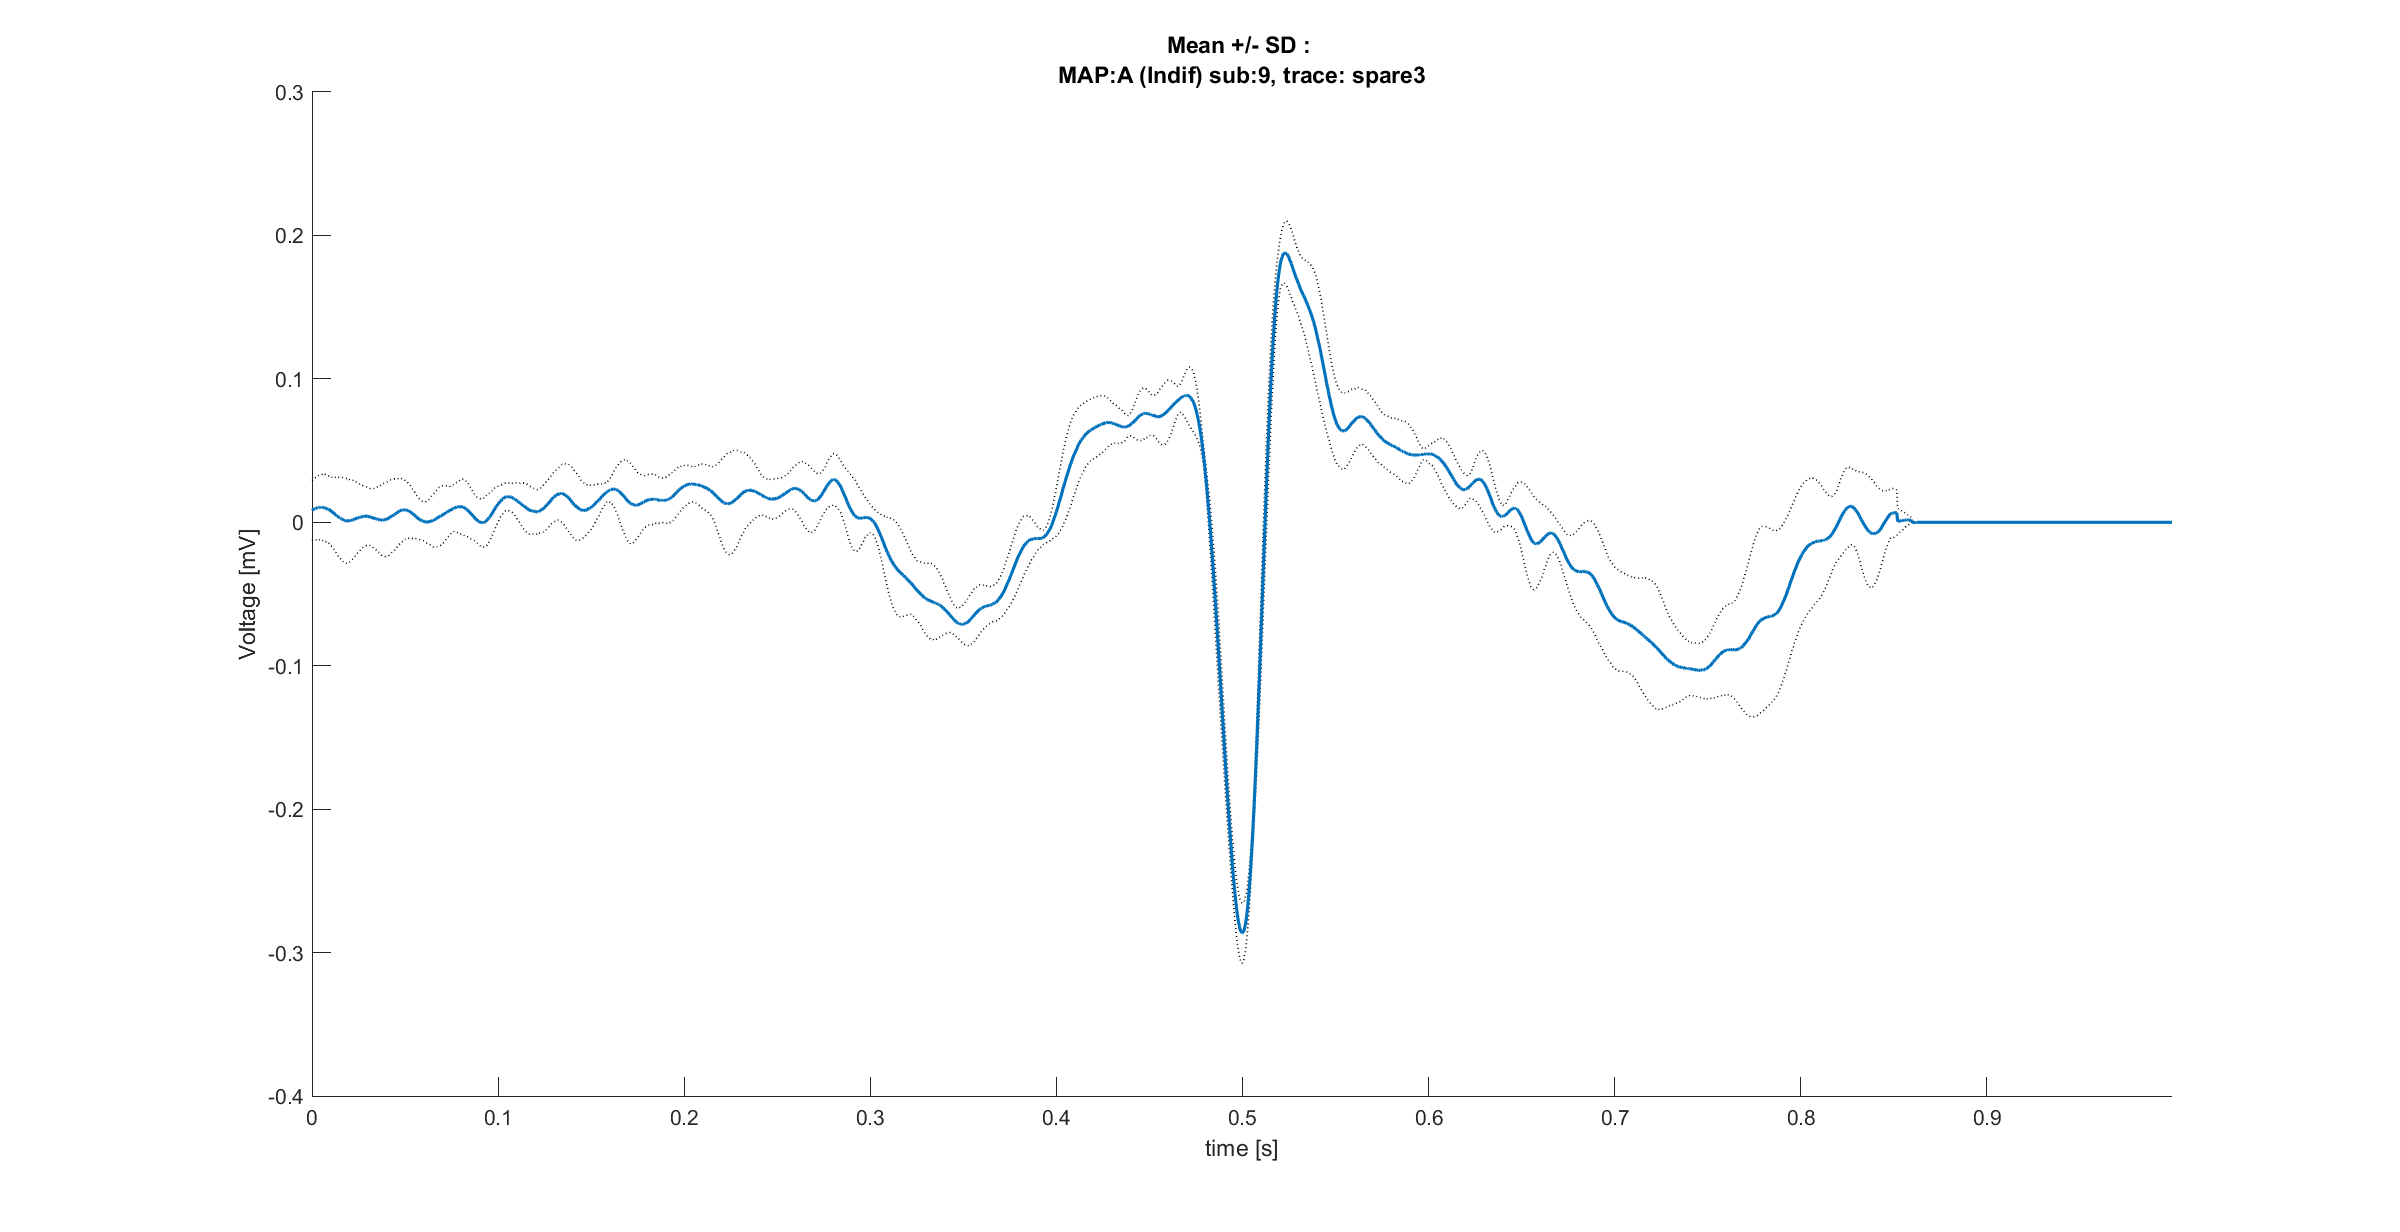 Mean +/- SD :
MAP:A (Indif) sub:9, trace: spare3
0.3
0.2
0.1
0
-0.1
-0.2
-0.3
-0.4
Voltage [mV]
0 0.1 0.2 0.3 0.4 0.5 0.6 0.7 0.8 0.9
time [s]